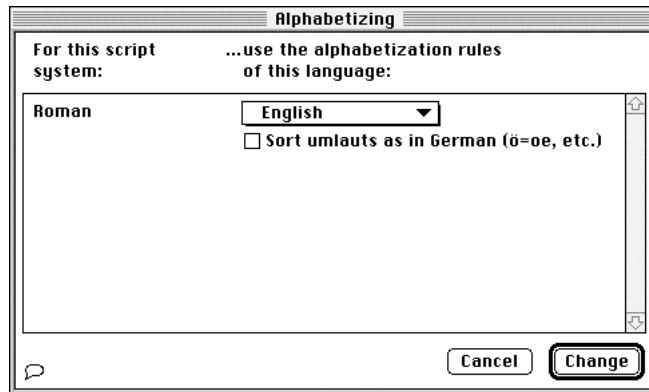 Alphabetizing
For this script
system:
...use the alphabetization rules
of this language:
Roman
English
Sort umlauts as in German (ö=oe, etc.)
Cancel
Change